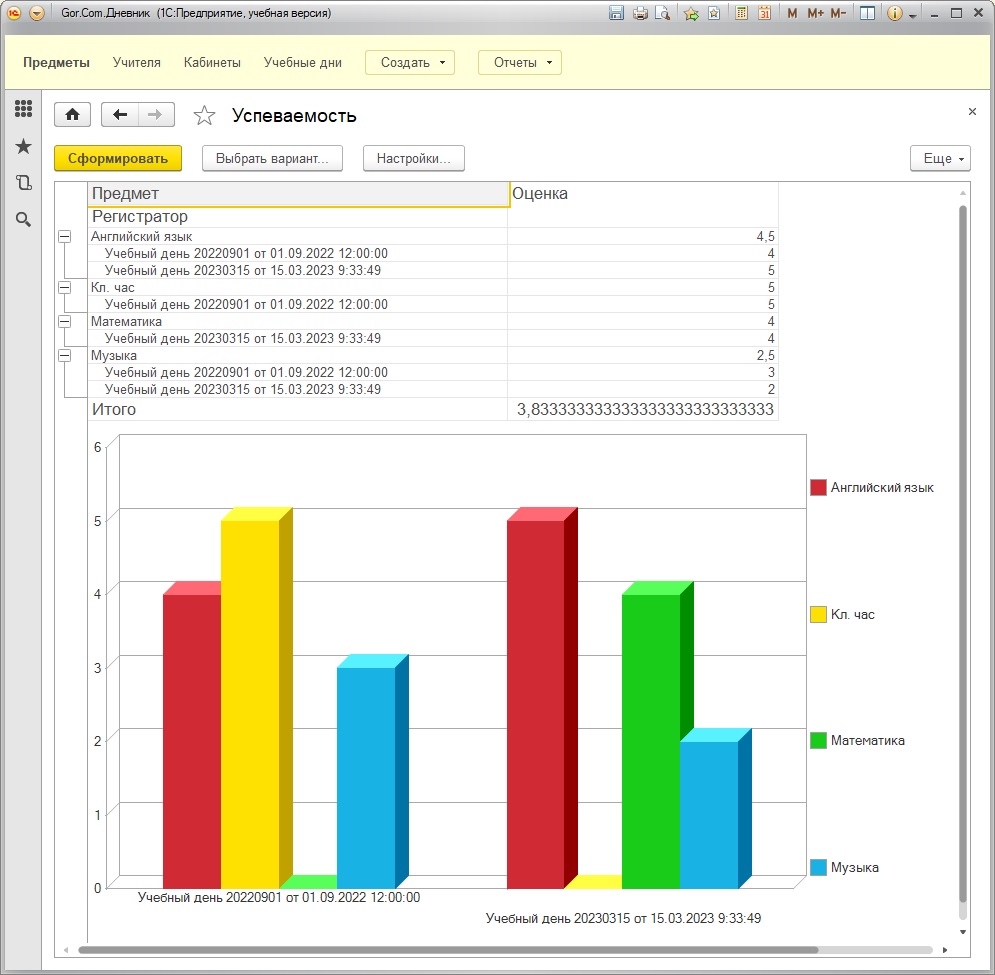 Gor.Com.Дневник (1С:Предприятие, учебная версия)
31 M M+ M-
Предметы Учителя Кабинеты Учебные дни Создать Отчеты
Успеваемость
Сформировать Выбрать вариант... Настройки... Еще
Предмет Оценка
Регистратор
Английский язык 4,5
Учебный день 20220901 от 01.09.2022 12:00:00 4
Учебный день 20230315 от 15.03.2023 9:33:49 5
Кл. час 5
Учебный день 20220901 от 01.09.2022 12:00:00 5
Математика 4
Учебный день 20230315 от 15.03.2023 9:33:49 4
Музыка 2,5
Учебный день 20220901 от 01.09.2022 12:00:00 3
Учебный день 20230315 от 15.03.2023 9:33:49 2
Итого 3,8333333333333333333333333333
6
Английский язык
5
4
Кл. час
3
2
Математика
1
Музыка
0
Учебный день 20220901 от 01.09.2022 12:00:00
Учебный день 20230315 от 15.03.2023 9:33:49